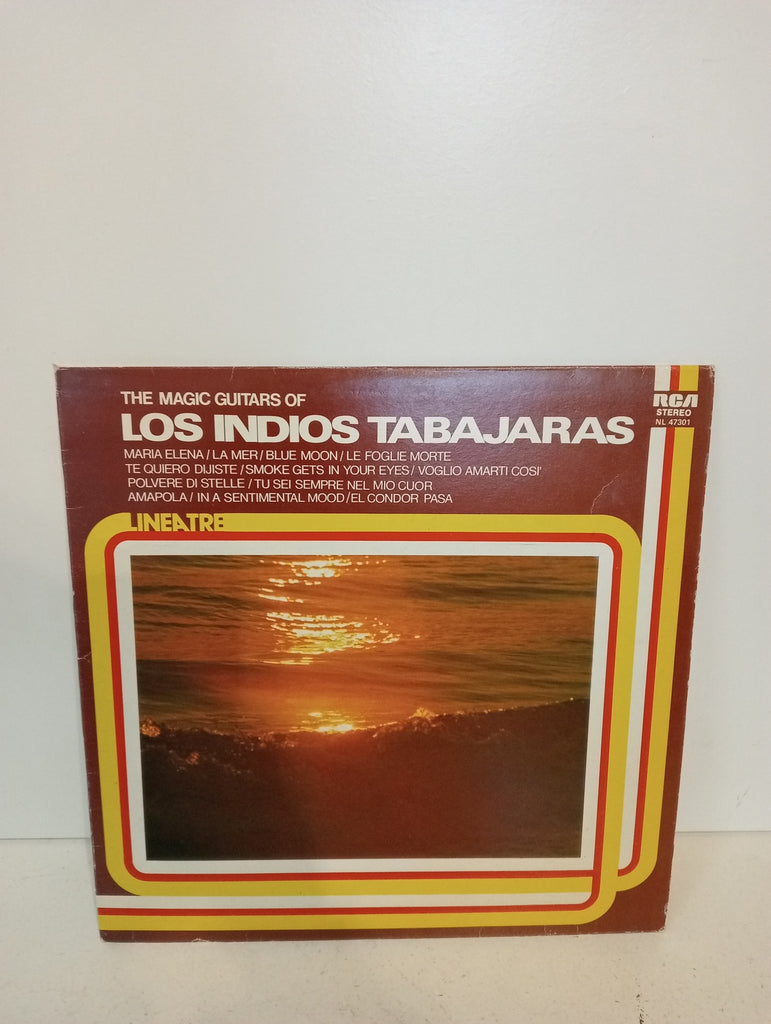 THE MAGIC GUITARS OF
LOS INDIOS TABAJARAS
MARIA ELENA / LA MER / BLUE MOON / LE FOGLIE MORTE
TE QUIERO DIJISTE / SMOKE GETS IN YOUR EYES / VOGLIO AMARTI COSI'
POLVERE DI STELLE / TU SEI SEMPRE NEL MIO CUOR
AMAPOLA / IN A SENTIMENTAL MOOD / EL CONDOR PASA
LINEATRE
RCA
STEREO
NL 47301